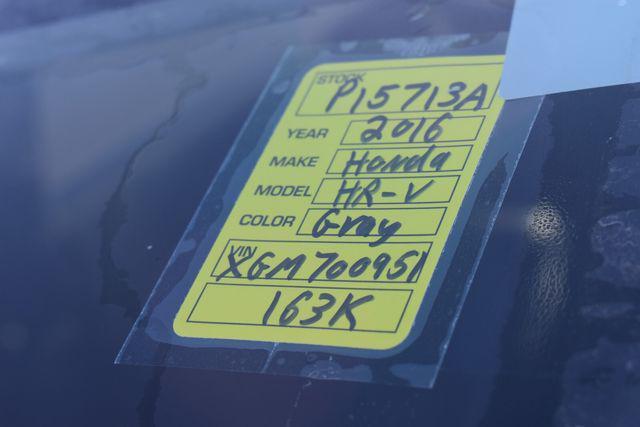 STOCK
P15713A
YEAR 2016
MAKE Honda
MODEL HR-V
COLOR Gray
VIN
XGM700951
163K